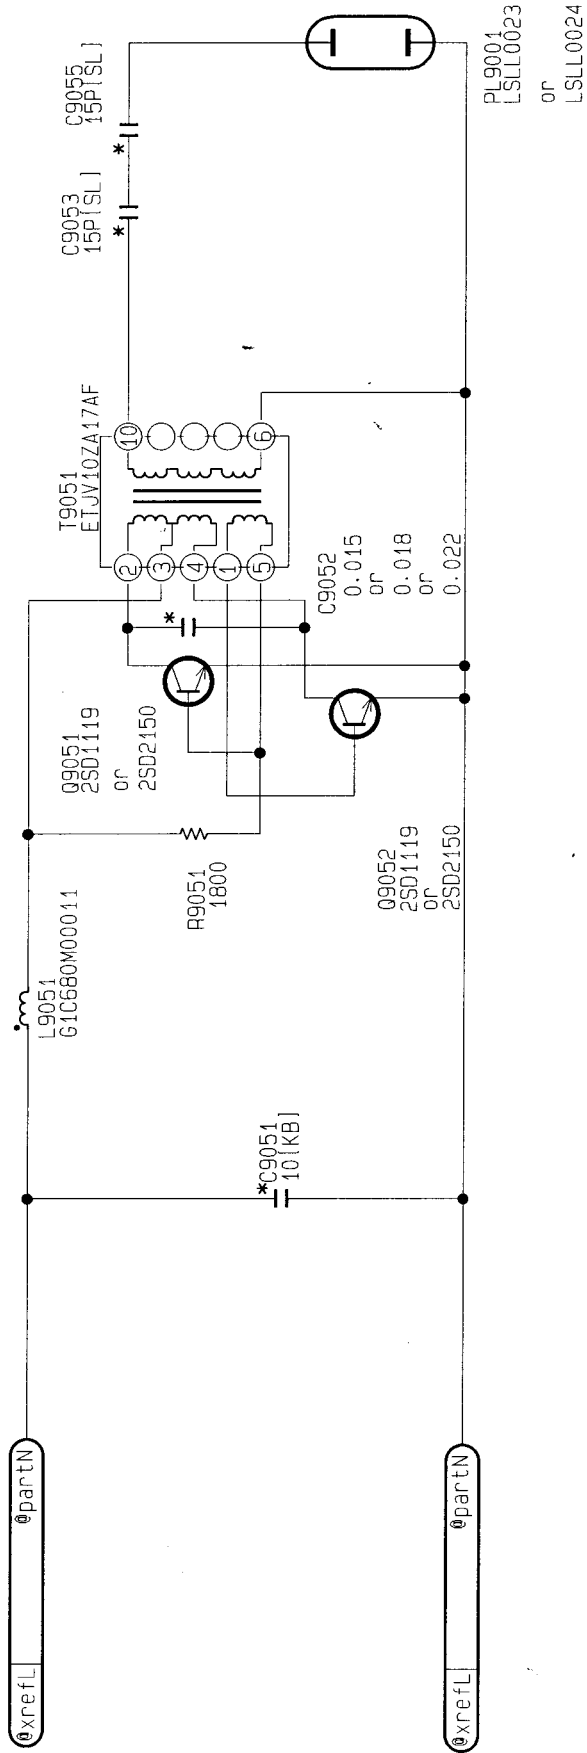 C9055
15P[SL]
*
C9053
15P[SL]
*
PL9001
LSLL0023
or
LSLL0024
T9051
ETJV10ZA17AF
10
6
2
3
4
1
5
C9052
0.015
or
0.018
or
0.022
*
Q9051
2SD1119
or
2SD2150
R9051
1800
Q9052
2SD1119
or
2SD2150
L9051
G1C680M00011
*C9051
10[KB]
@xrefL @partN
@xrefL @partN